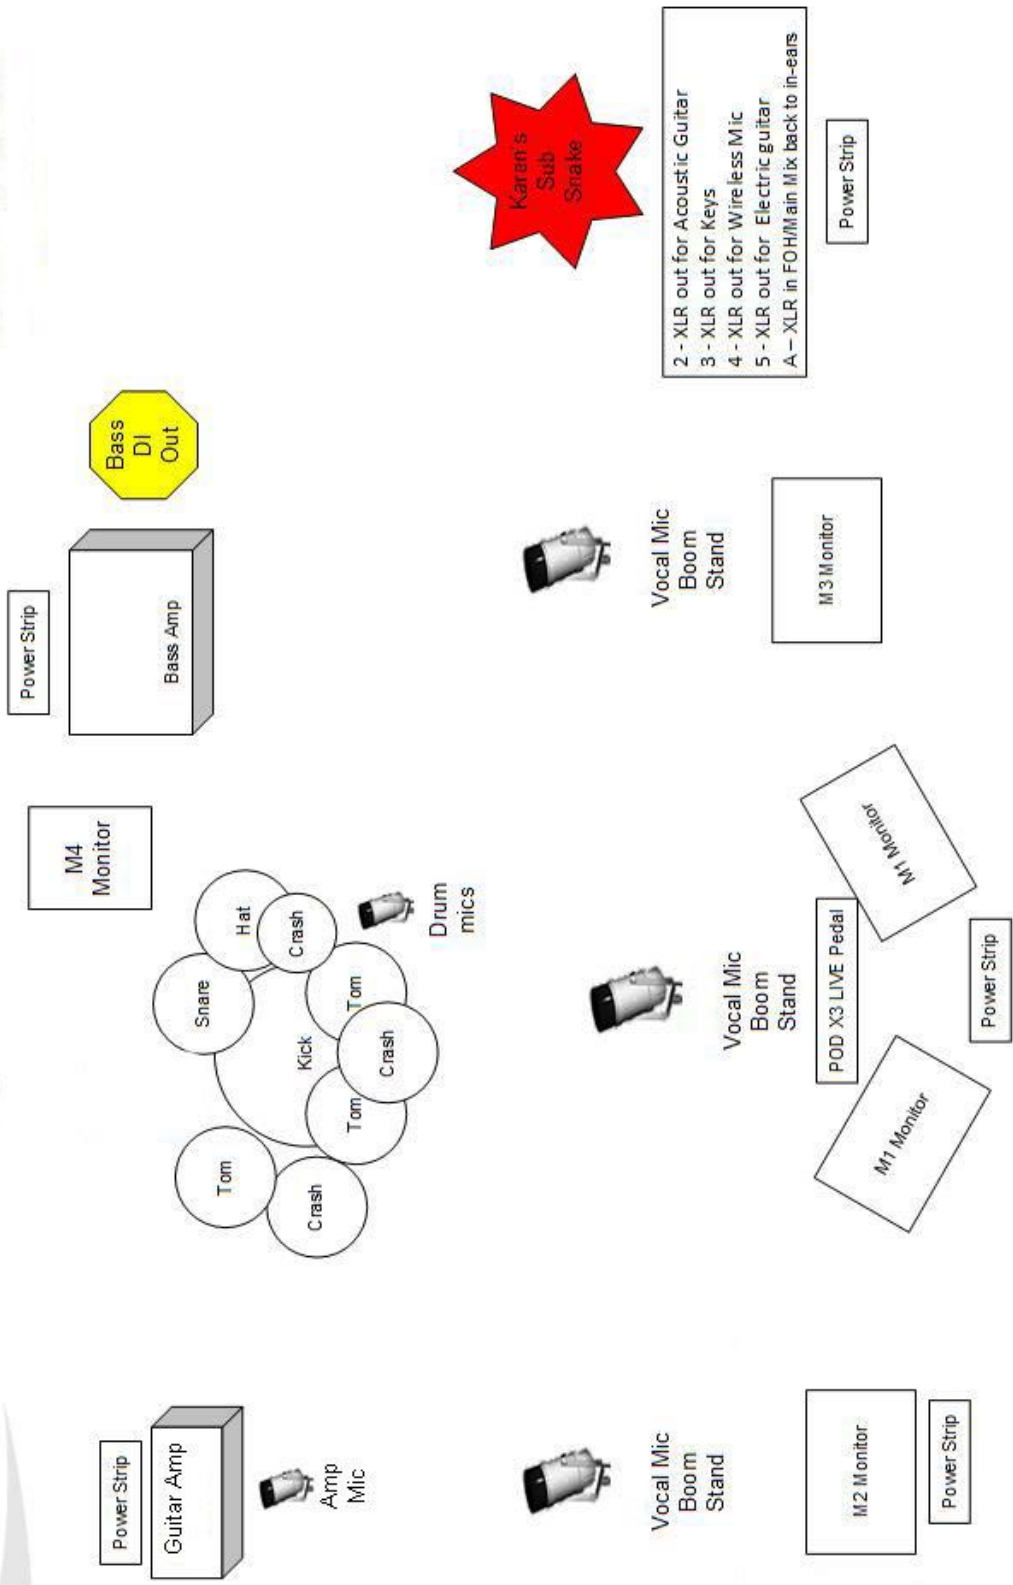 Power Strip
Guitar Amp
Amp
Mic
Tom
Crash
Snare
Hat
Crash
Kick
Tom
Tom
Crash
Drum
mics
M4
Monitor
Power Strip
Bass Amp
Bass
DI
Out
Vocal Mic
Boom
Stand
M2 Monitor
Power Strip
Vocal Mic
Boom
Stand
POD X3 LIVE Pedal
M1 Monitor
M1 Monitor
Power Strip
Vocal Mic
Boom
Stand
M3 Monitor
Karen's
Sub
Snake
2 - XLR out for Acoustic Guitar
3 - XLR out for Keys
4 - XLR out for Wireless Mic
5 - XLR out for Electric guitar
A – XLR in FOH/Main Mix back to in-ears
Power Strip